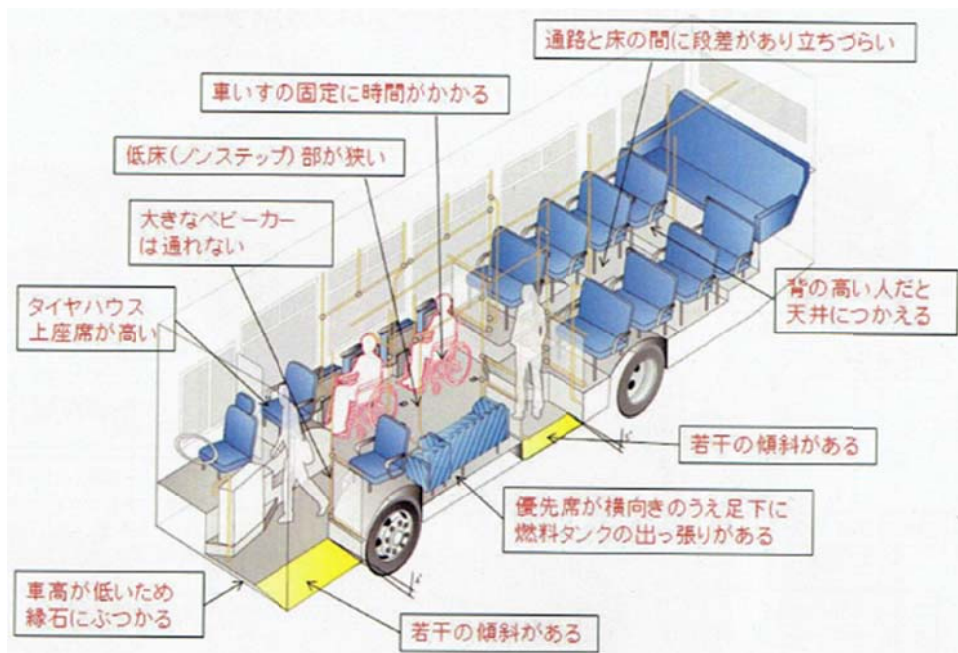 通路と床の間に段差があり立ちづらい
車いすの固定に時間がかかる
低床(ノンステップ)部が狭い
大きなベビーカー
は通れない
タイヤハウス
上座席が高い
背の高い人だと
天井につかえる
若干の傾斜がある
優先席が横向きのうえ足下に
燃料タンクの出っ張りがある
車高が低いため
縁石にぶつかる
若干の傾斜がある